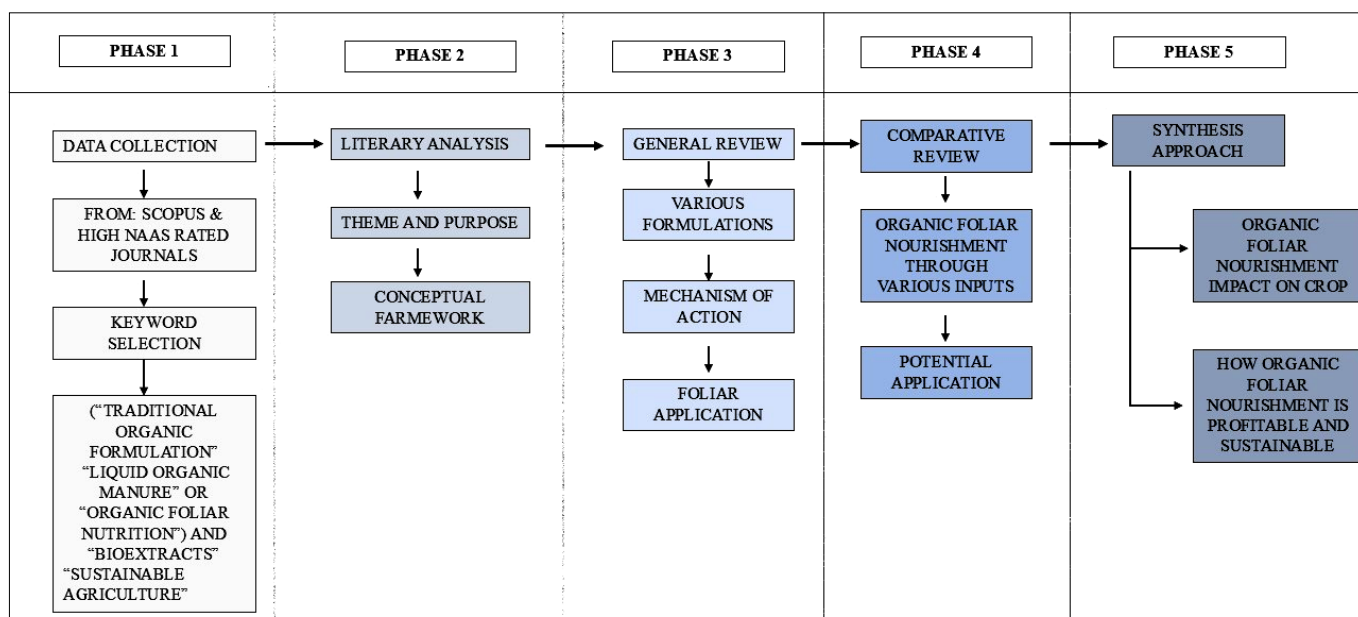 PHASE 1
PHASE 2
PHASE 3
PHASE 4
PHASE 5
DATA COLLECTION
FROM: SCOPUS &
HIGH NAAS RATED
JOURNALS
KEYWORD
SELECTION
(“TRADITIONAL
ORGANIC
FORMULATION”
“LIQUID ORGANIC
MANURE” OR
“ORGANIC FOLIAR
NUTRITION”) AND
“BIOEXTRACTS”
“SUSTAINABLE
AGRICULTURE”
LITERARY ANALYSIS
THEME AND PURPOSE
CONCEPTUAL
FARMEWORK
GENERAL REVIEW
VARIOUS
FORMULATIONS
MECHANISM OF
ACTION
FOLIAR
APPLICATION
COMPARATIVE
REVIEW
ORGANIC FOLIAR
NOURISHMENT
THROUGH
VARIOUS INPUTS
POTENTIAL
APPLICATION
SYNTHESIS
APPROACH
ORGANIC
FOLIAR
NOURISHMENT
IMPACT ON CROP
HOW ORGANIC
FOLIAR
NOURISHMENT IS
PROFITABLE AND
SUSTAINABLE